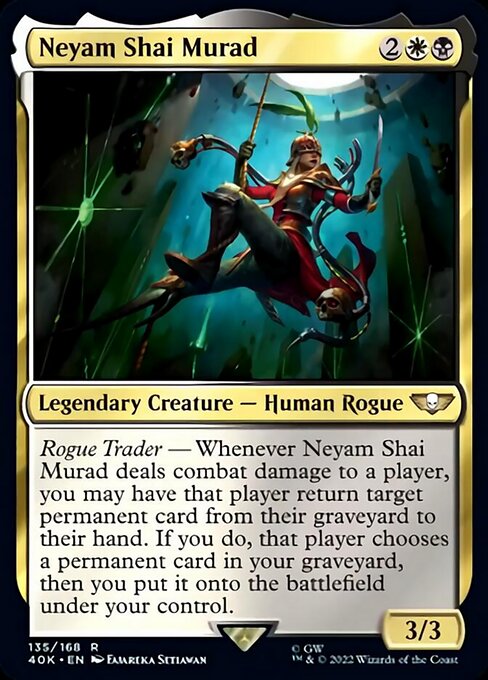 Neyam Shai Murad 2
Legendary Creature — Human Rogue
Rogue Trader — Whenever Neyam Shai
Murad deals combat damage to a player,
you may have that player return target
permanent card from their graveyard to
their hand. If you do, that player chooses
a permanent card in your graveyard,
then you put it onto the battlefield
under your control.
3/3
135/168 R
40K • EN Fajareka Setiawan
© GW
™ & © 2022 Wizards of the Coast